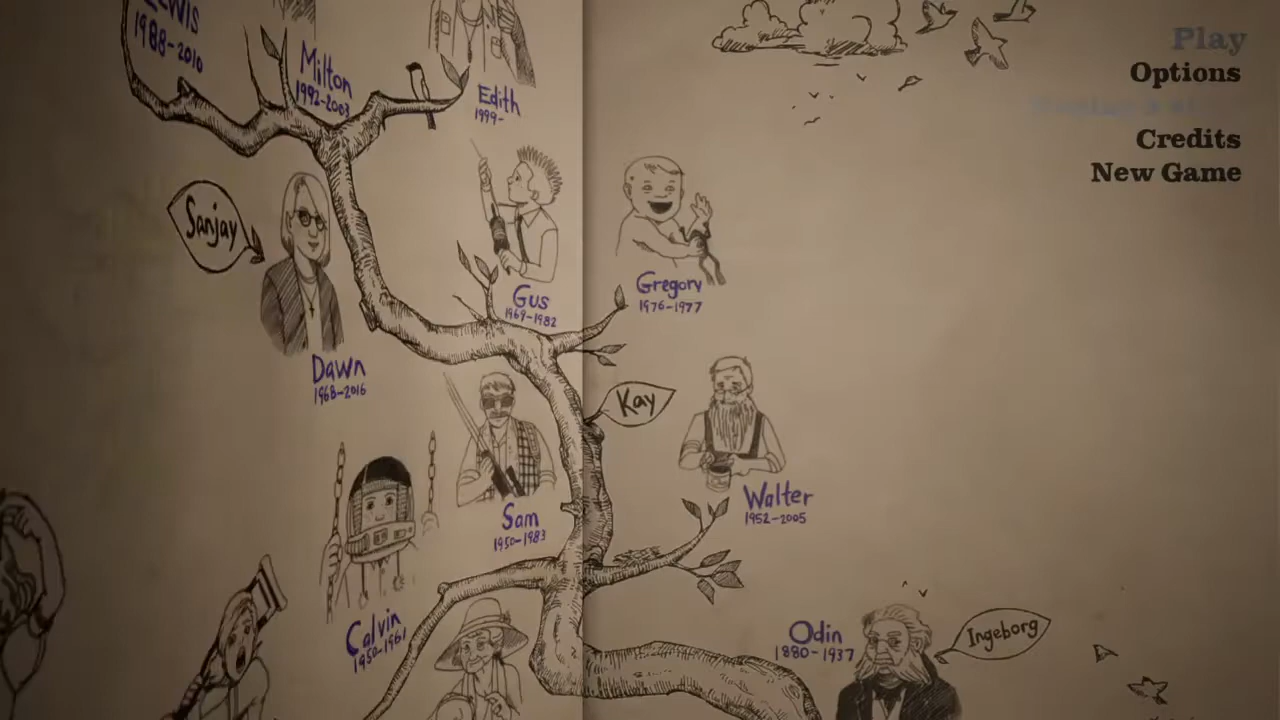 LEWIS
1988-2010
Milton
1992-2003
Edith
1999-
Play
Options
Credits
New Game
Sanjay
Gus
1969-1982
Gregory
1976-1977
Dawn
1968-2016
Kay
Sam
1950-1983
Walter
1952-2005
Calvin
1950-1961
Odin
1880-1937
Ingeborg